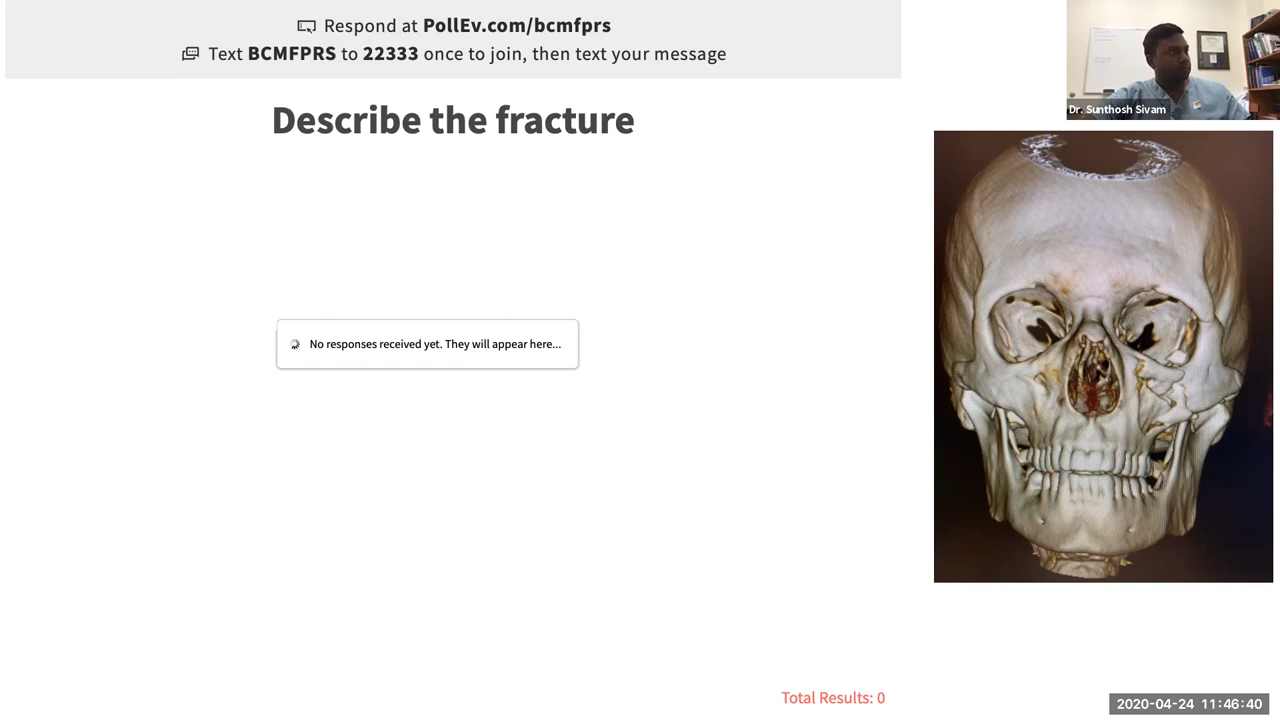 Respond at PollEv.com/bcmfprs
Text BCMFPRS to 22333 once to join, then text your message
Describe the fracture
Dr. Sunthosh Sivam
No responses received yet. They will appear here...
Total Results: 0
2020-04-24 11:46:40